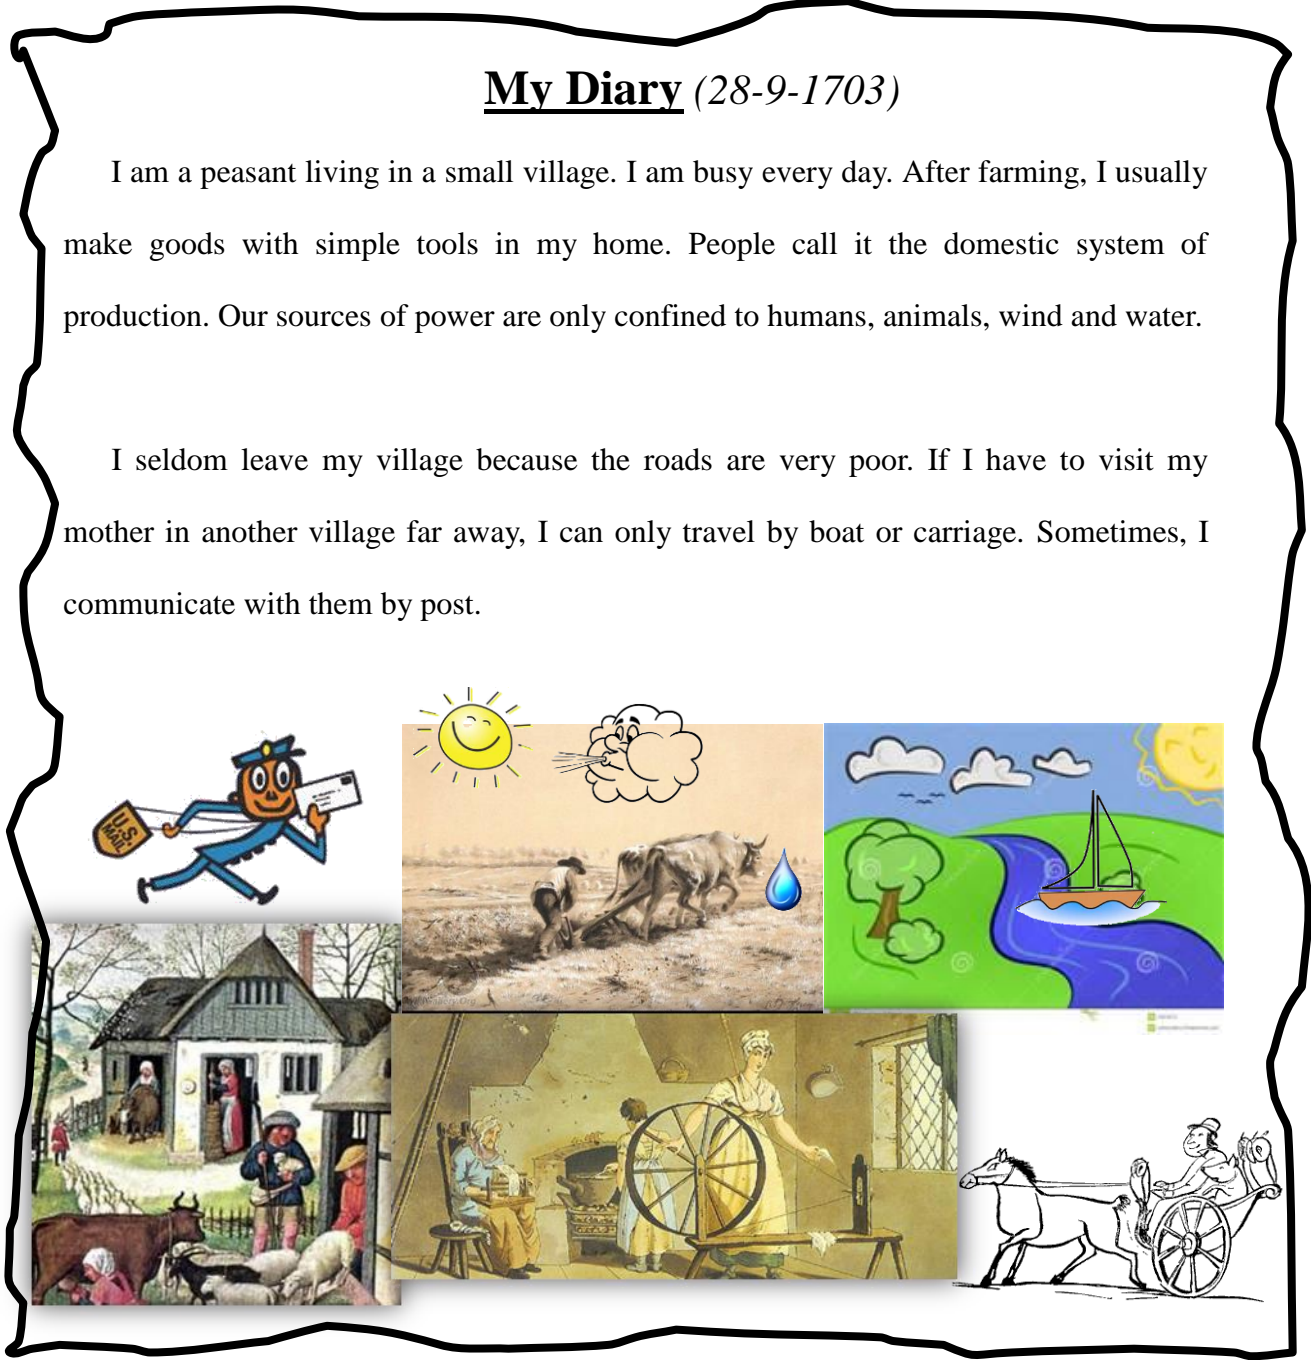 My Diary (28-9-1703)
I am a peasant living in a small village. I am busy every day. After farming, I usually
make goods with simple tools in my home. People call it the domestic system of
production. Our sources of power are only confined to humans, animals, wind and water.
I seldom leave my village because the roads are very poor. If I have to visit my
mother in another village far away, I can only travel by boat or carriage. Sometimes, I
communicate with them by post.
U.S.
MAIL